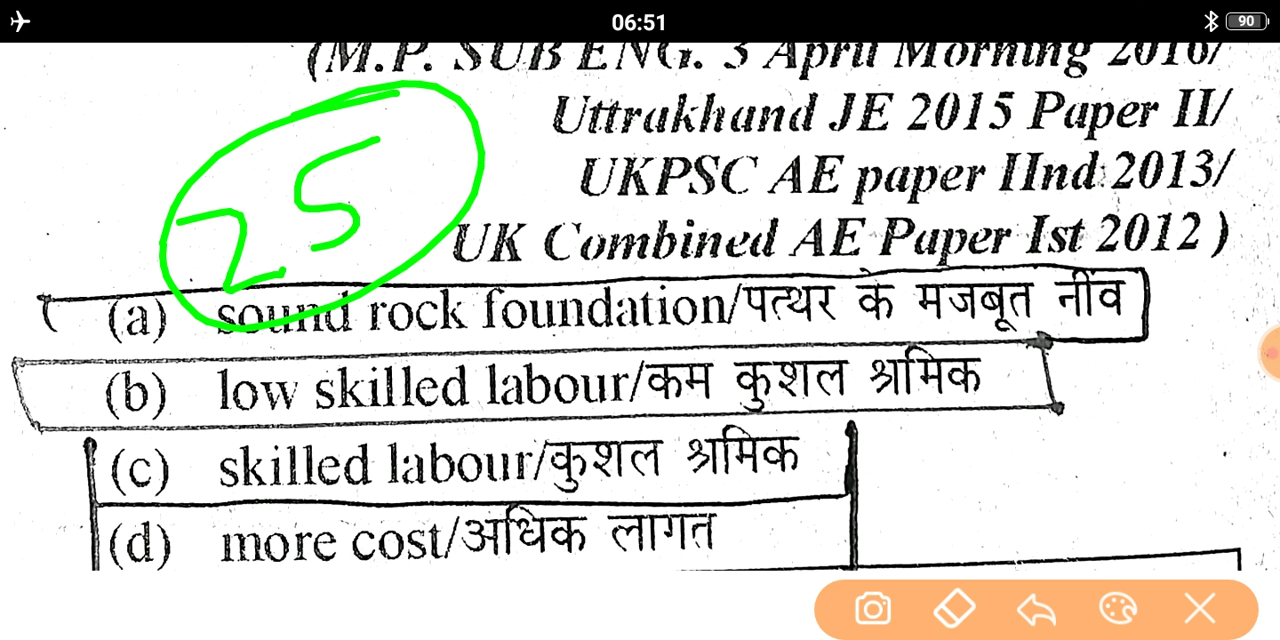 06:51
90
(M.P. SUB ENG. 3 April Morning 2016/
Uttrakhand JE 2015 Paper II/
UKPSC AE paper IInd 2013/
UK Combined AE Paper Ist 2012 )
25
(a) sound rock foundation/पत्थर के मजबूत नींव
(b) low skilled labour/कम कुशल श्रमिक
(c) skilled labour/कुशल श्रमिक
(d) more cost/अधिक लागत